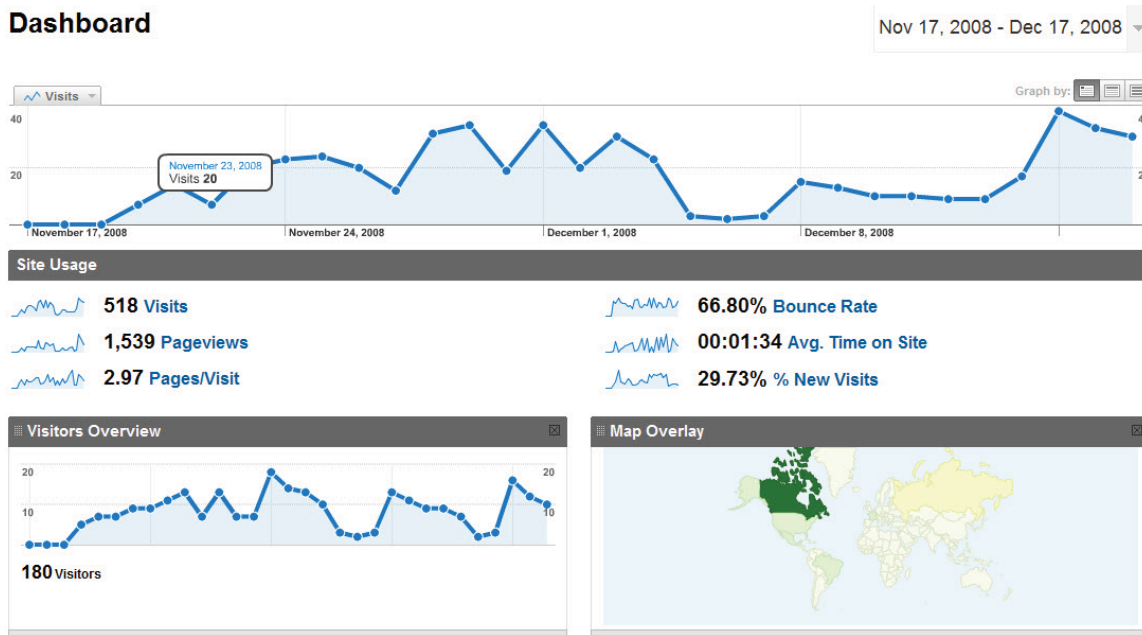 Dashboard
Nov 17, 2008 - Dec 17, 2008
Visits
Graph by:
40
20
November 23, 2008
Visits 20
4
2
November 17, 2008
November 24, 2008
December 1, 2008
December 8, 2008
Site Usage
518 Visits
66.80% Bounce Rate
1,539 Pageviews
00:01:34 Avg. Time on Site
2.97 Pages/Visit
29.73% % New Visits
Visitors Overview
Map Overlay
20
20
10
10
180 Visitors